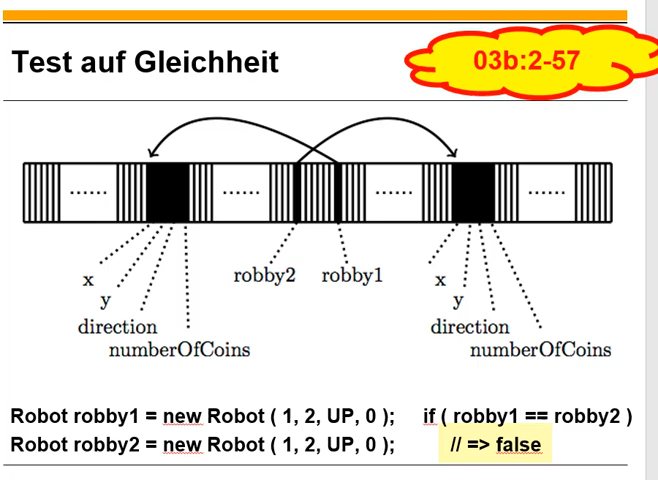 Test auf Gleichheit
03b:2-57
...... ...... ...... ......
x robby2 robby1 x
y y
direction direction
numberOfCoins numberOfCoins
Robot robby1 = new Robot ( 1, 2, UP, 0 ); if ( robby1 == robby2 )
Robot robby2 = new Robot ( 1, 2, UP, 0 ); // => false